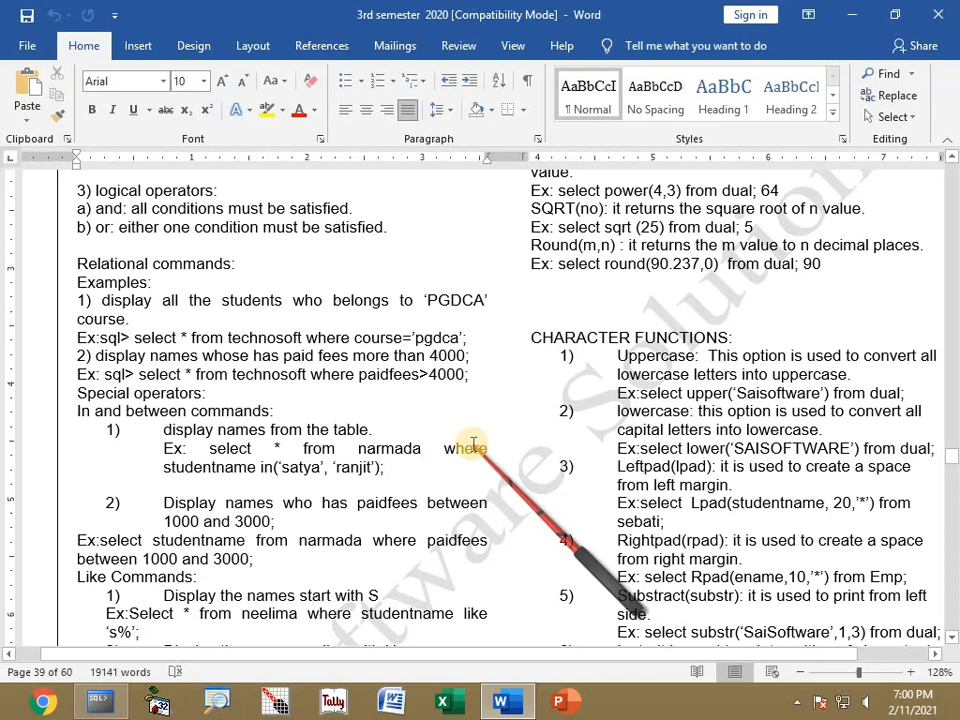 3rd semester 2020 [Compatibility Mode] - Word
Sign in
File Home Insert Design Layout References Mailings Review View Help Tell me what you want to do Share
Paste
Arial 10
Clipboard
Font
Paragraph
AaBbCcI
¶ Normal
AaBbCcD
No Spacing
AaBbC
Heading 1
AaBbCc
Heading 2
Styles
Find
Replace
Select
Editing
3) logical operators:
a) and: all conditions must be satisfied.
b) or: either one condition must be satisfied.
Relational commands:
Examples:
1) display all the students who belongs to ‘PGDCA’
course.
Ex:sql> select * from technosoft where course=’pgdca’;
2) display names whose has paid fees more than 4000;
Ex: sql> select * from technosoft where paidfees>4000;
Special operators:
In and between commands:
1) display names from the table.
Ex: select * from narmada where
studentname in(‘satya’, ‘ranjit’);
2) Display names who has paidfees between
1000 and 3000;
Ex:select studentname from narmada where paidfees
between 1000 and 3000;
Like Commands:
1) Display the names start with S
Ex:Select * from neelima where studentname like
‘s%’;
value.
Ex: select power(4,3) from dual; 64
SQRT(no): it returns the square root of n value.
Ex: select sqrt (25) from dual; 5
Round(m,n) : it returns the m value to n decimal places.
Ex: select round(90.237,0) from dual; 90
CHARACTER FUNCTIONS:
1) Uppercase: This option is used to convert all
lowercase letters into uppercase.
Ex:select upper(‘Saisoftware’) from dual;
2) lowercase: this option is used to convert all
capital letters into lowercase.
Ex:select lower(‘SAISOFTWARE’) from dual;
3) Leftpad(lpad): it is used to create a space
from left margin.
Ex:select Lpad(studentname, 20,’*’) from
sebati;
4) Rightpad(rpad): it is used to create a space
from right margin.
Ex: select Rpad(ename,10,’*’) from Emp;
5) Substract(substr): it is used to print from left
side.
Ex: select substr(‘SaiSoftware’,1,3) from dual;
ftware Solution
Page 39 of 60 19141 words
128%
7:00 PM
2/11/2021